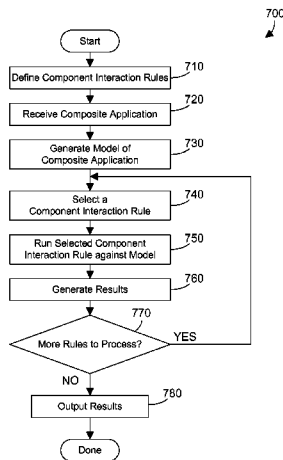 700
Start
Define Component Interaction Rules
710
Receive Composite Application
720
Generate Model of
Composite Application
730
Select a
Component Interaction Rule
740
Run Selected Component
Interaction Rule against Model
750
Generate Results
760
More Rules to Process?
770
YES
NO
Output Results
780
Done